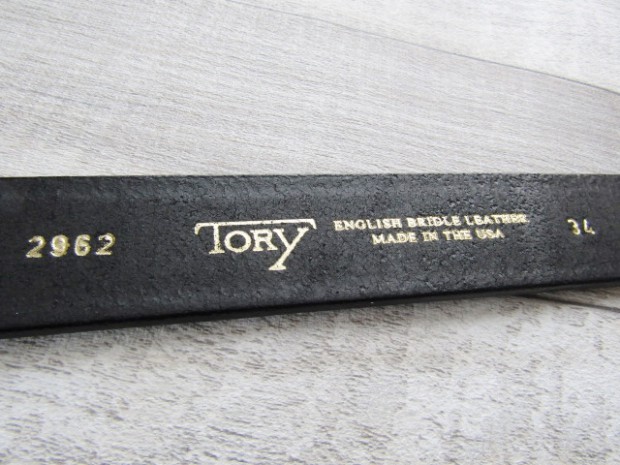 2962
TORY
ENGLISH BRIDLE LEATHER
MADE IN THE USA
34